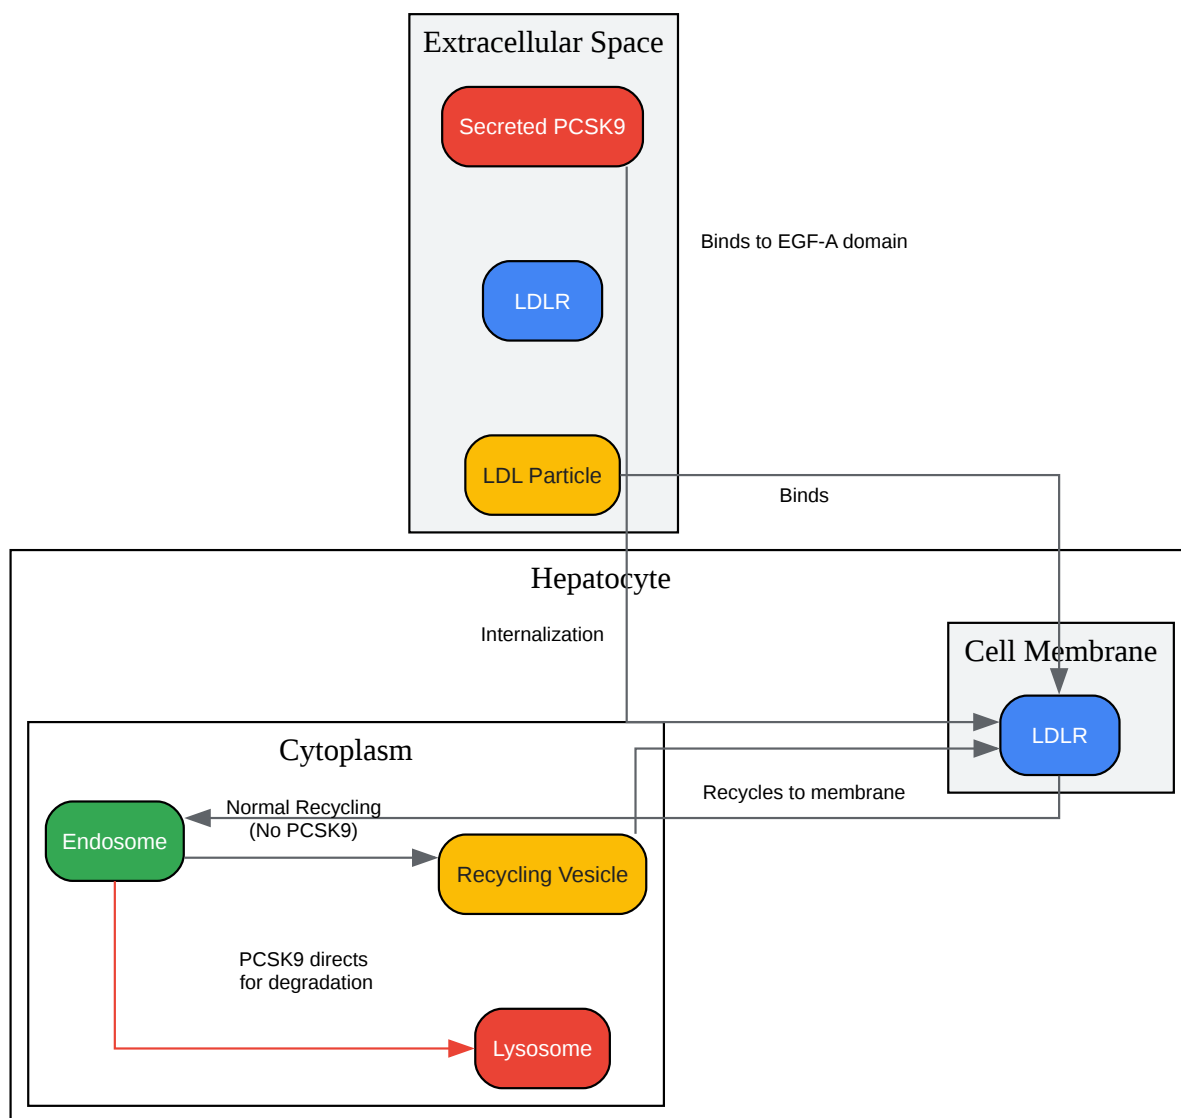 Extracellular Space
Secreted PCSK9
Binds to EGF-A domain
LDLR
LDL Particle
Binds
Hepatocyte
Internalization
Cell Membrane
LDLR
Cytoplasm
Recycles to membrane
Normal Recycling
(No PCSK9)
Endosome
Recycling Vesicle
PCSK9 directs
for degradation
Lysosome